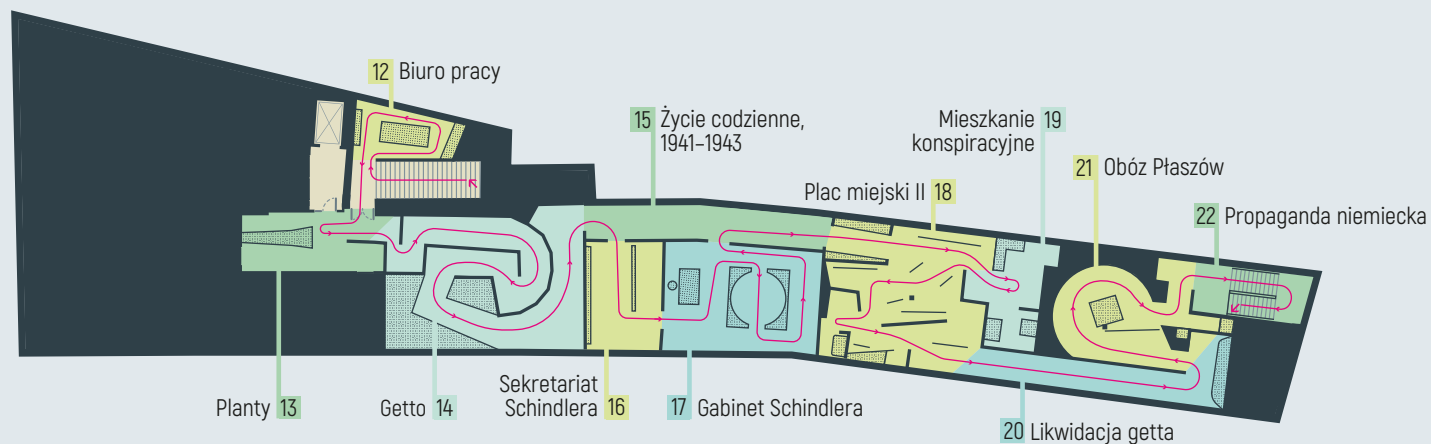 12 Biuro pracy
15 Życie codzienne,
1941–1943
Mieszkanie 19
konspiracyjne
21 Obóz Płaszów
Plac miejski II 18
22 Propaganda niemiecka
Planty 13
Getto 14
Sekretariat
Schindlera 16
17 Gabinet Schindlera
20 Likwidacja getta